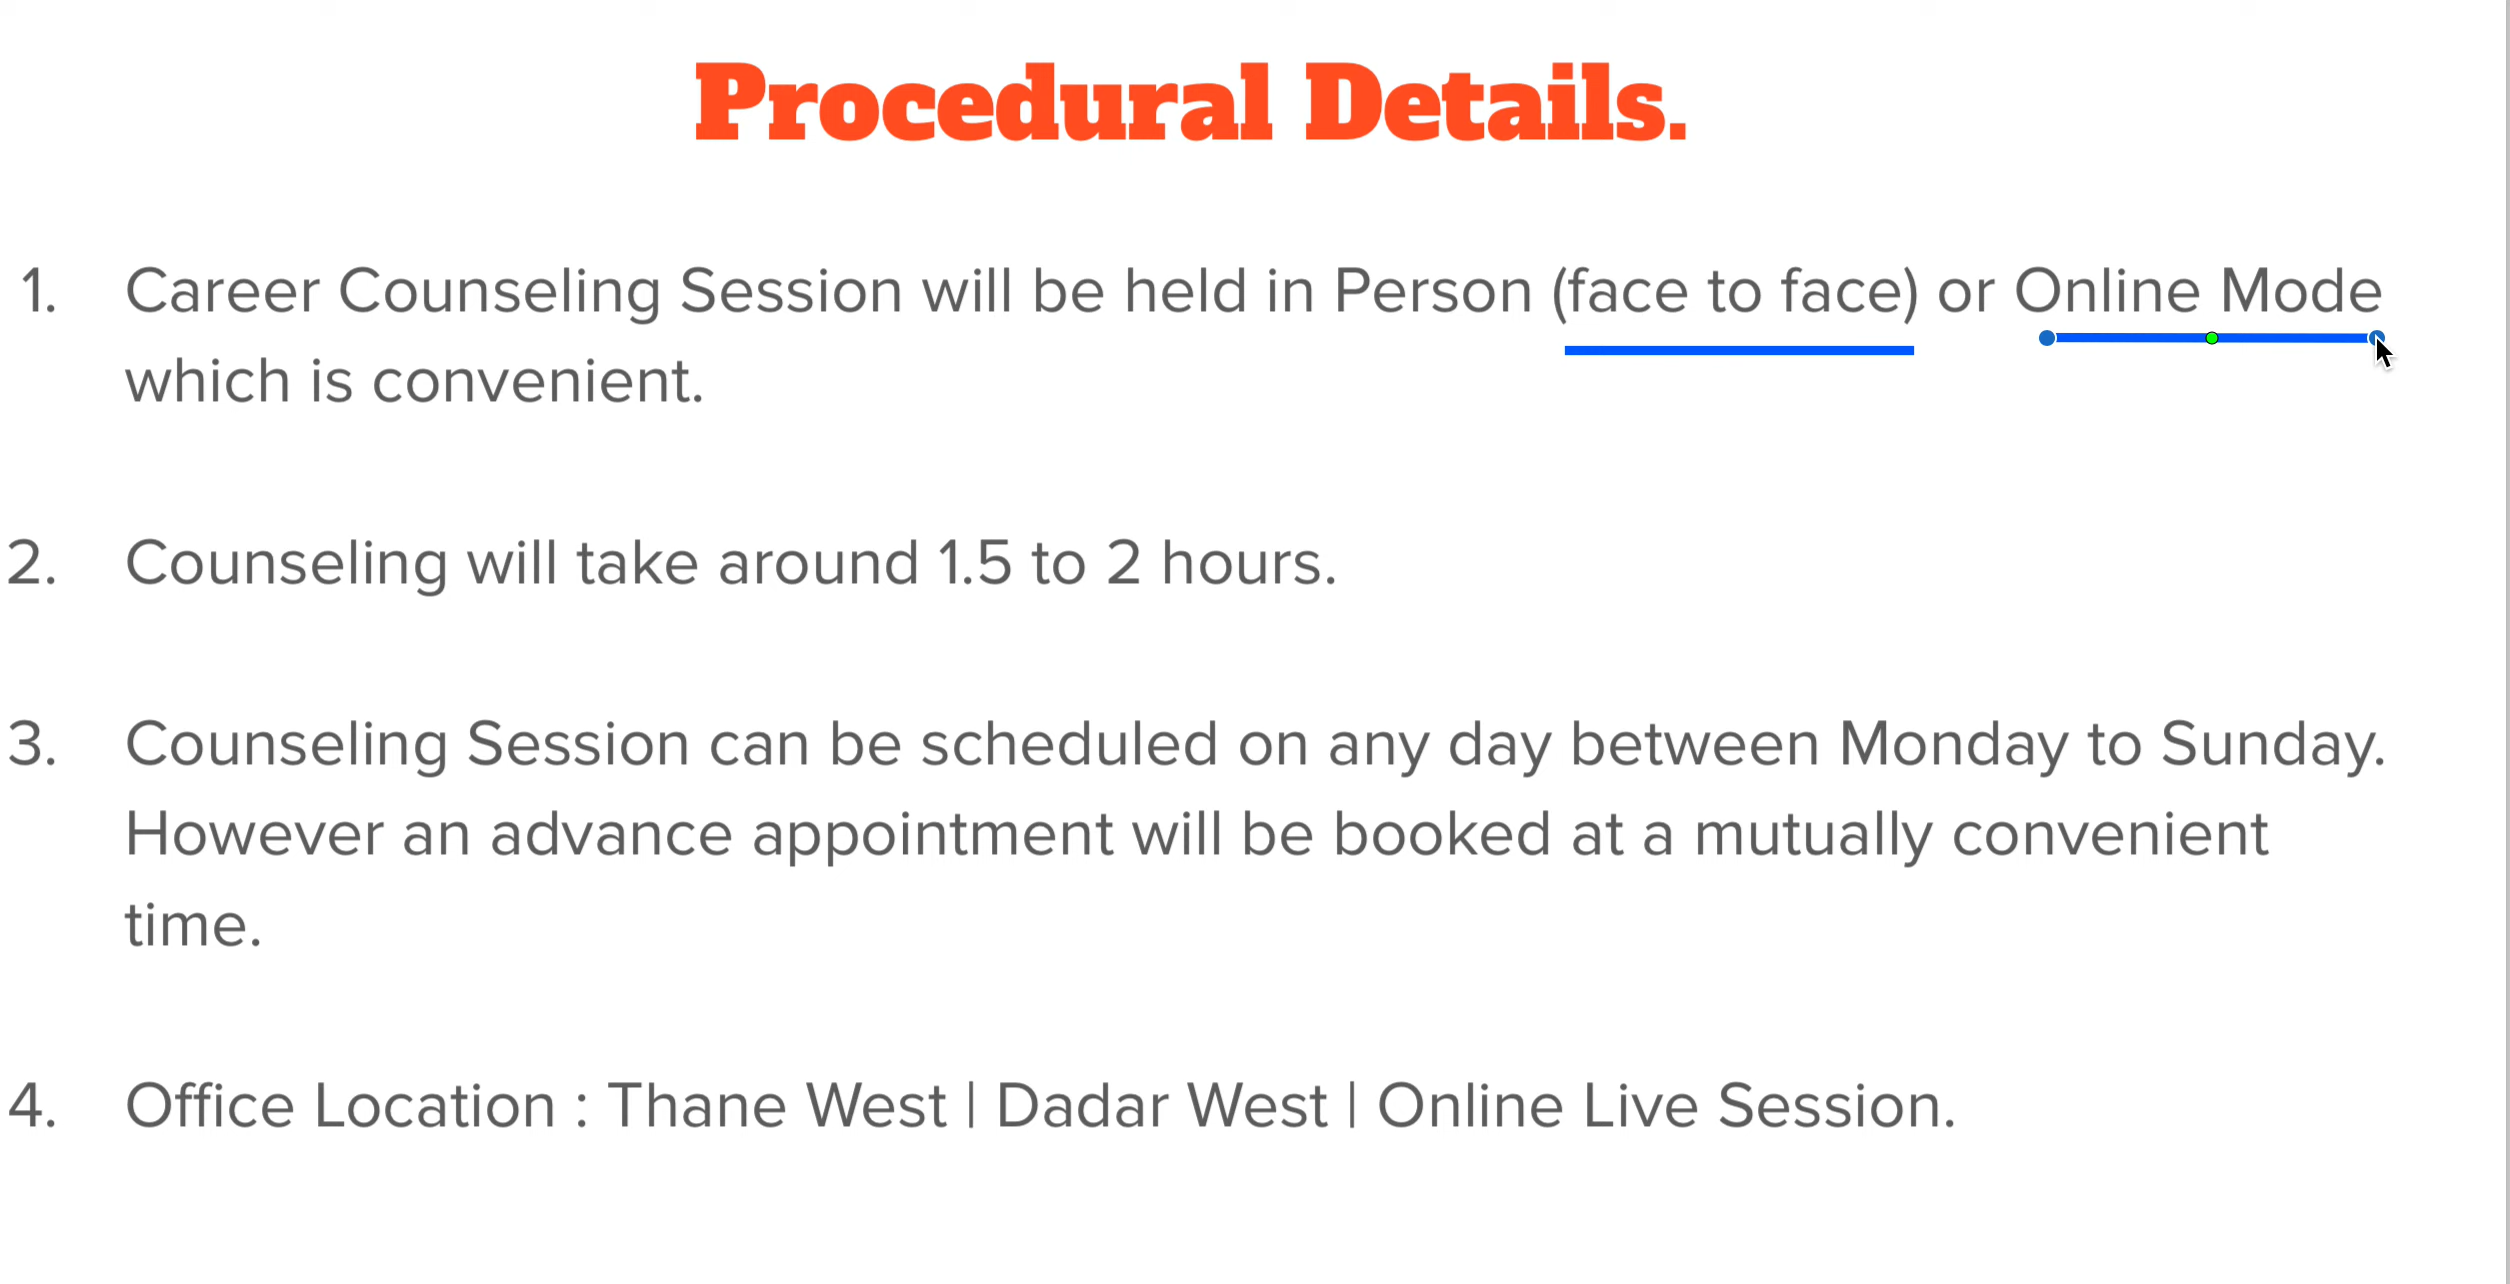 Procedural Details.
1. Career Counseling Session will be held in Person (face to face) or Online Mode
which is convenient.
2. Counseling will take around 1.5 to 2 hours.
3. Counseling Session can be scheduled on any day between Monday to Sunday.
However an advance appointment will be booked at a mutually convenient
time.
4. Office Location : Thane West | Dadar West | Online Live Session.